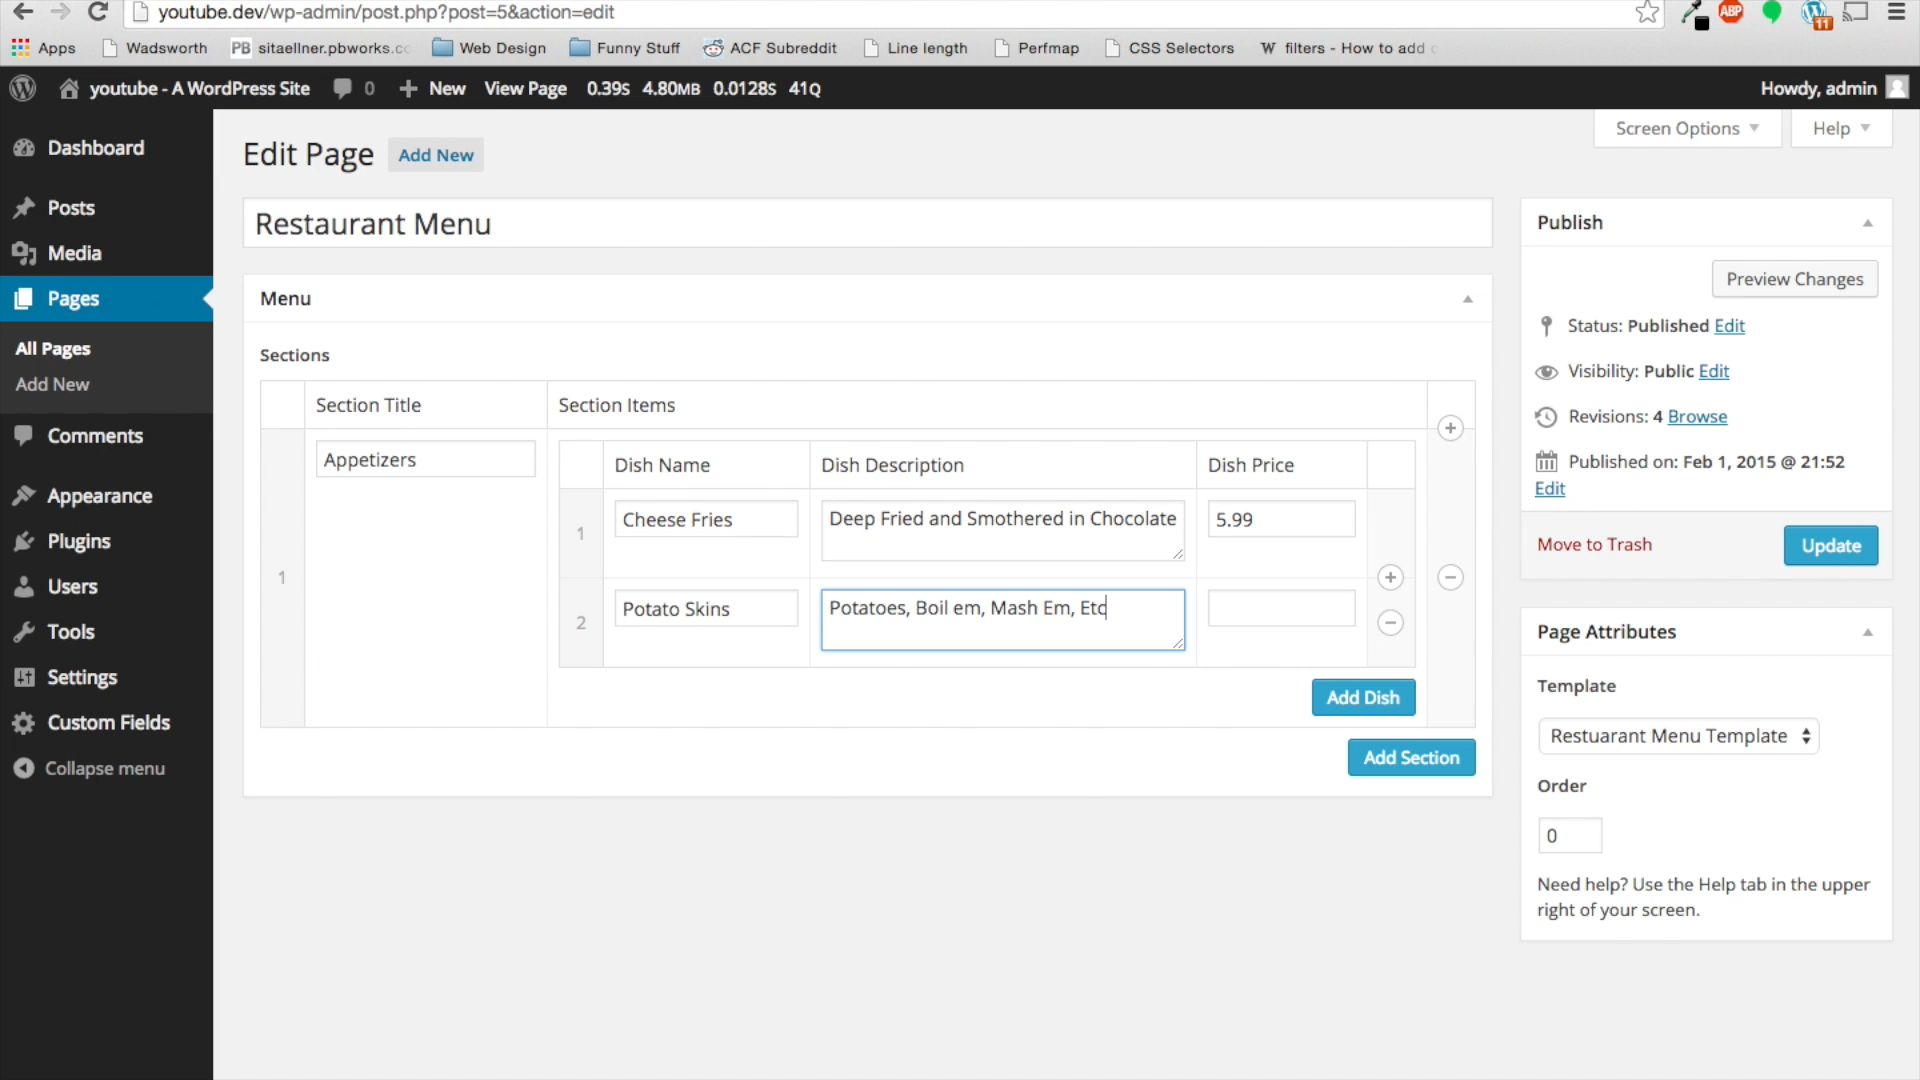 youtube.dev/wp-admin/post.php?post=5&action=edit
ABP
11
Apps
Wadsworth
PB sitaellner.pbworks.c
Web Design
Funny Stuff
ACF Subreddit
Line length
Perfmap
CSS Selectors
W filters - How to add
youtube - A WordPress Site
0
New
View Page
0.39S 4.80MB 0.0128S 41Q
Howdy, admin
Screen Options
Help
Dashboard
Posts
Media
Pages
All Pages
Add New
Comments
Appearance
Plugins
Users
Tools
Settings
Custom Fields
Collapse menu
Edit Page
Add New
Restaurant Menu
Menu
Sections
Section Title
Section Items
1
Appetizers
Dish Name
Dish Description
Dish Price
1
Cheese Fries
Deep Fried and Smothered in Chocolate
5.99
2
Potato Skins
Potatoes, Boil em, Mash Em, Etc
Add Dish
Add Section
Publish
Preview Changes
Status: Published Edit
Visibility: Public Edit
Revisions: 4 Browse
Published on: Feb 1, 2015 @ 21:52
Edit
Move to Trash
Update
Page Attributes
Template
Restuarant Menu Template
Order
0
Need help? Use the Help tab in the upper
right of your screen.